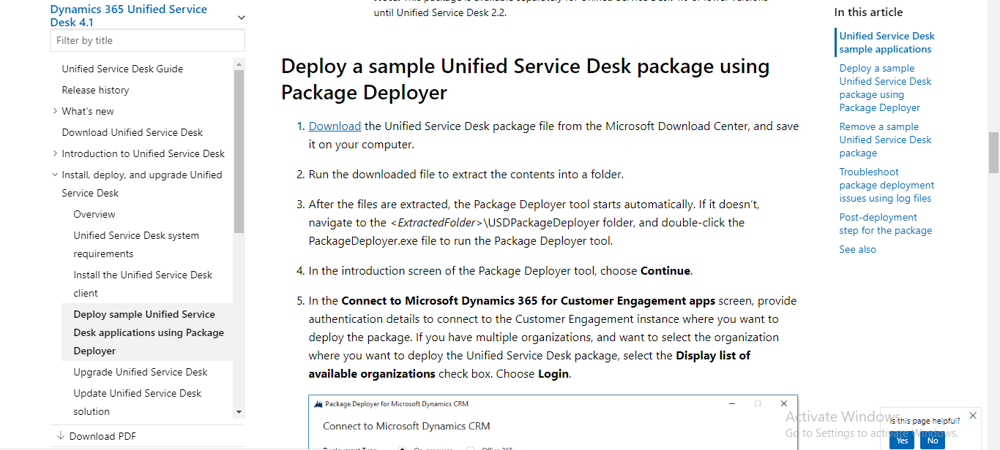 Dynamics 365 Unified Service
Desk 4.1
Filter by title
Unified Service Desk Guide
Release history
What's new
Download Unified Service Desk
Introduction to Unified Service Desk
Install, deploy, and upgrade Unified
Service Desk
Overview
Unified Service Desk system
requirements
Install the Unified Service Desk
client
Deploy sample Unified Service
Desk applications using Package
Deployer
Upgrade Unified Service Desk
Update Unified Service Desk
solution
Download PDF
until Unified Service Desk 2.2.
Deploy a sample Unified Service Desk package using
Package Deployer
1. Download the Unified Service Desk package file from the Microsoft Download Center, and save
it on your computer.
2. Run the downloaded file to extract the contents into a folder.
3. After the files are extracted, the Package Deployer tool starts automatically. If it doesn’t,
navigate to the <ExtractedFolder>\USDPackageDeployer folder, and double-click the
PackageDeployer.exe file to run the Package Deployer tool.
4. In the introduction screen of the Package Deployer tool, choose Continue.
5. In the Connect to Microsoft Dynamics 365 for Customer Engagement apps screen, provide
authentication details to connect to the Customer Engagement instance where you want to
deploy the package. If you have multiple organizations, and want to select the organization
where you want to deploy the Unified Service Desk package, select the Display list of
available organizations check box. Choose Login.
Package Deployer for Microsoft Dynamics CRM
Connect to Microsoft Dynamics CRM
In this article
Unified Service Desk
sample applications
Deploy a sample
Unified Service Desk
package using
Package Deployer
Remove a sample
Unified Service Desk
package
Troubleshoot
package deployment
issues using log files
Post-deployment
step for the package
See also
Activate Windows
Go to Settings to activate Windows.
Is this page helpful?
Yes No